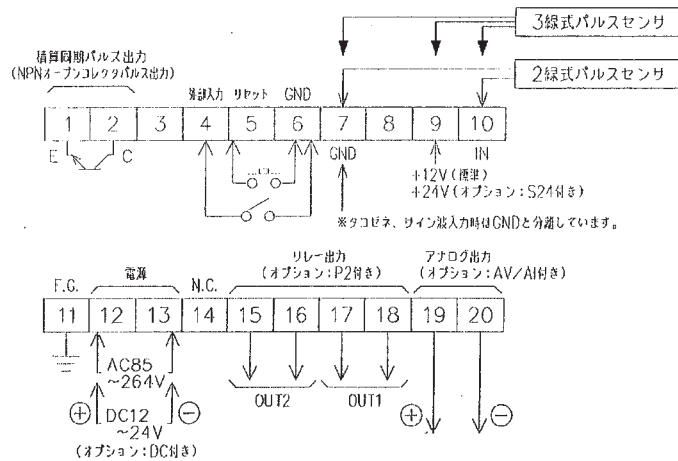 3線式パルスセンサ
積算同期パルス出力
(NPNオープンコレクタパルス出力)
2線式パルスセンサ
外部入力 リセット GND
1 2 3 4 5 6 7 8 9 10
E C GND IN
+12V(標準)
+24V(オプション:S24付き)
※タコゼネ、サイン波入力時はGNDと分離しています。
リレー出力 アナログ出力
電源 (オプション:P2付き) (オプション:AV/AI付き)
F.G. N.C.
11 12 13 14 15 16 17 18 19 20
AC85
~264V
OUT2 OUT1
⊕ DC12 ⊖ ⊕ ⊖
~24V
(オプション:DC付き)